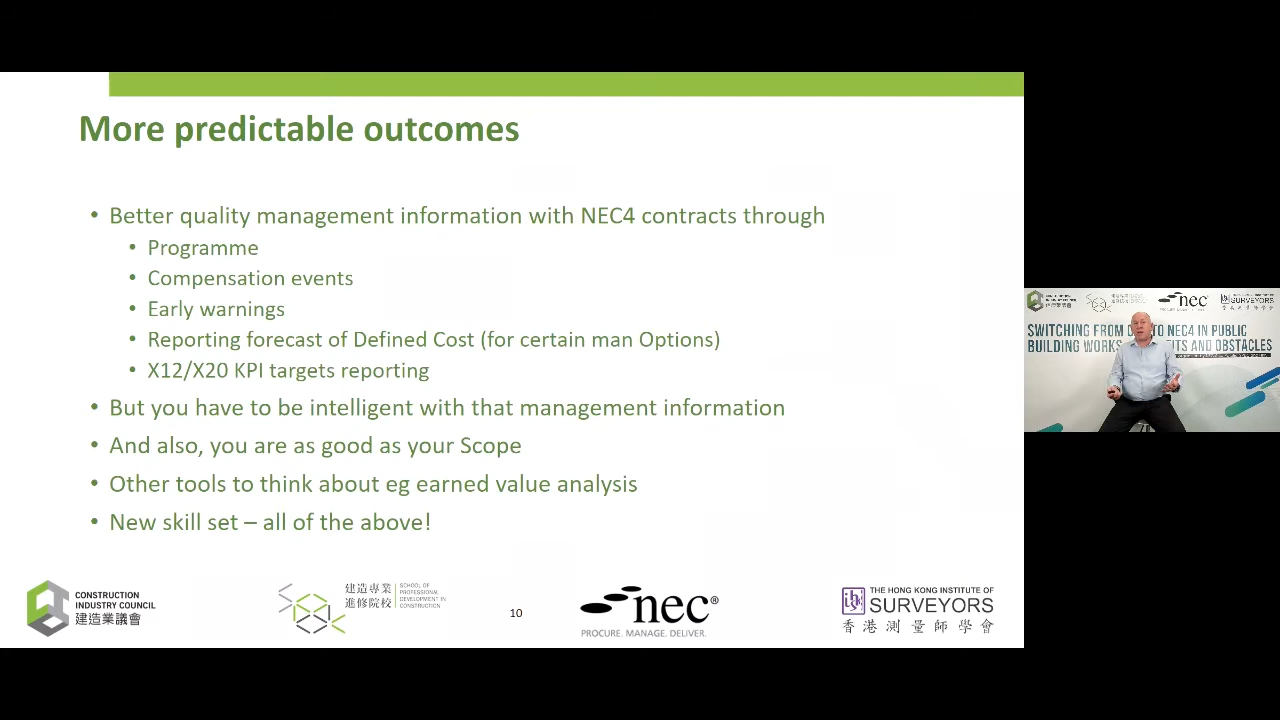 More predictable outcomes
• Better quality management information with NEC4 contracts through
• Programme
• Compensation events
• Early warnings
• Reporting forecast of Defined Cost (for certain man Options)
• X12/X20 KPI targets reporting
• But you have to be intelligent with that management information
• And also, you are as good as your Scope
• Other tools to think about eg earned value analysis
• New skill set – all of the above!
CONSTRUCTION
INDUSTRY COUNCIL
建造業議會
建造專業
進修院校
SCHOOL OF
PROFESSIONAL
DEVELOPMENT IN
CONSTRUCTION
10
nec®
PROCURE. MANAGE. DELIVER.
THE HONG KONG INSTITUTE OF
SURVEYORS
香港測量師學會
nec
SURVEYORS
SWITCHING FROM TO NEC4 IN PUBLIC
BUILDING WORKS AND OBSTACLES